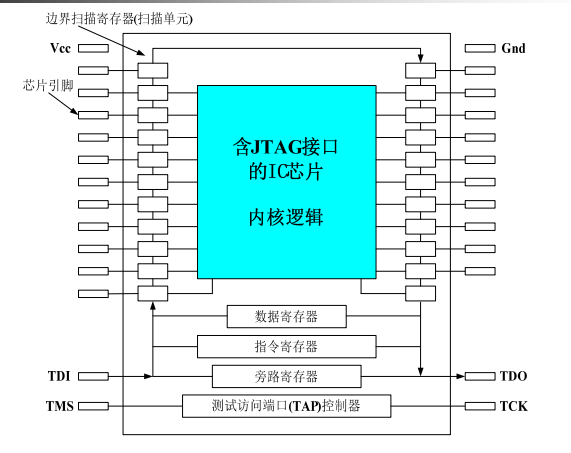 边界扫描寄存器(扫描单元)
Vcc
Gnd
芯片引脚
含JTAG接口
的IC芯片
内核逻辑
数据寄存器
指令寄存器
TDI
旁路寄存器
TDO
TMS
测试访问端口(TAP)控制器
TCK